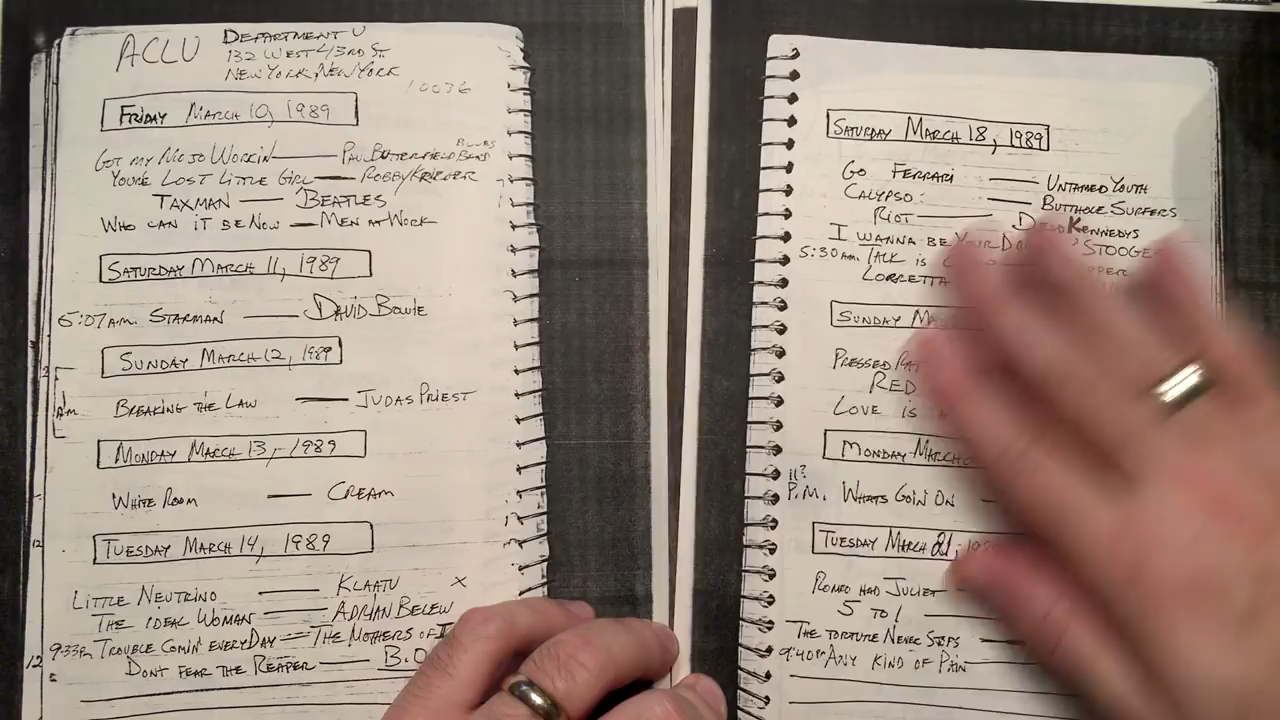 ACLU DEPARTMENT U
132 WEST 43RD ST.
NEW YORK, NEW YORK
10036
FRIDAY MARCH 10, 1989
GOT MY MOJO WORKIN — PAUL BUTTERFIELD BLUES BAND
YOU'RE LOST LITTLE GIRL — ROBBY KRIEGER
TAXMAN — BEATLES
WHO CAN IT BE NOW — MEN AT WORK
SATURDAY MARCH 11, 1989
6:07 A.M. STARMAN — DAVID BOWIE
SUNDAY MARCH 12, 1989
A.M. BREAKING THE LAW — JUDAS PRIEST
MONDAY MARCH 13, 1989
WHITE ROOM — CREAM
TUESDAY MARCH 14, 1989
LITTLE NEUTRINO — KLAATU X
THE IDEAL WOMAN — ADRIAN BELEW
9:33 P.M. TROUBLE COMIN' EVERY DAY — THE MOTHERS OF
DONT FEAR THE REAPER — B.O
SATURDAY MARCH 18, 1989
GO FERRARI — UNTAMED YOUTH
CALYPSO — BUTTHOLE SURFERS
RIOT — DEAD KENNEDYS
I WANNA BE YOUR DO STOOGE
5:30 A.M. TALK IS
LORRETTA
SUNDAY
PRESSED
RED
LOVE IS
MONDAY MARCH
11? P.M. WHATS GOIN ON —
TUESDAY MARCH 21, 198
ROMEO HAD JULIET —
5 TO 1 —
THE TORTURE NEVER STOPS —
9:40 PM ANY KIND OF PAIN —